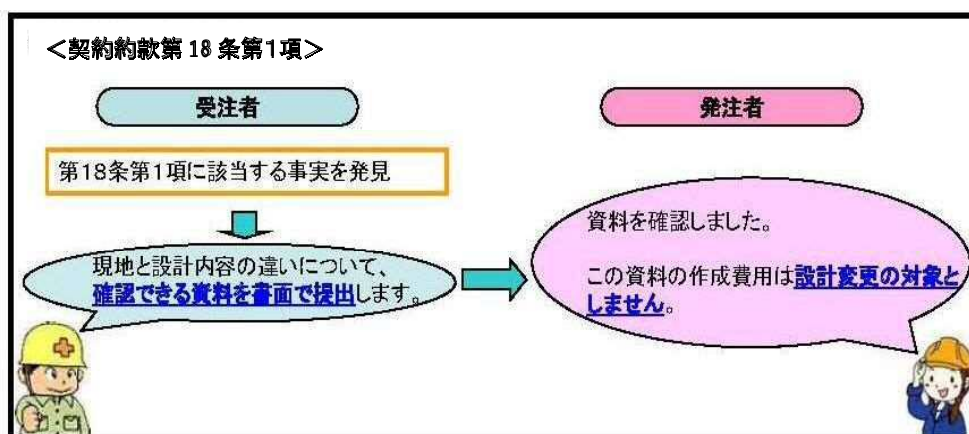 ＜契約約款第18条第1項＞
受注者
発注者
第18条第1項に該当する事実を発見
現地と設計内容の違いについて、
確認できる資料を書面で提出します。
資料を確認しました。
この資料の作成費用は設計変更の対象と
しません。